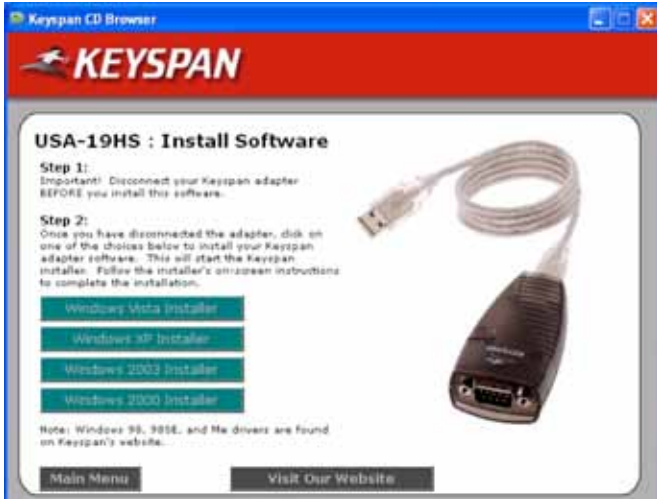 Keyspan CD Browser
KEYSPAN
USA-19HS : Install Software
Step 1:
Important! Disconnect your Keyspan adapter
BEFORE you install this software.
Step 2:
Once you have disconnected the adapter, click on
one of the choices below to install your Keyspan
adapter software. This will start the Keyspan
installer. Follow the installer's on-screen instructions
to complete the installation.
Windows Vista Installer
Windows XP Installer
Windows 2003 Installer
Windows 2000 Installer
Note: Windows 98, 98SE, and Me drivers are found
on Keyspan's website.
Main Menu
Visit Our Website